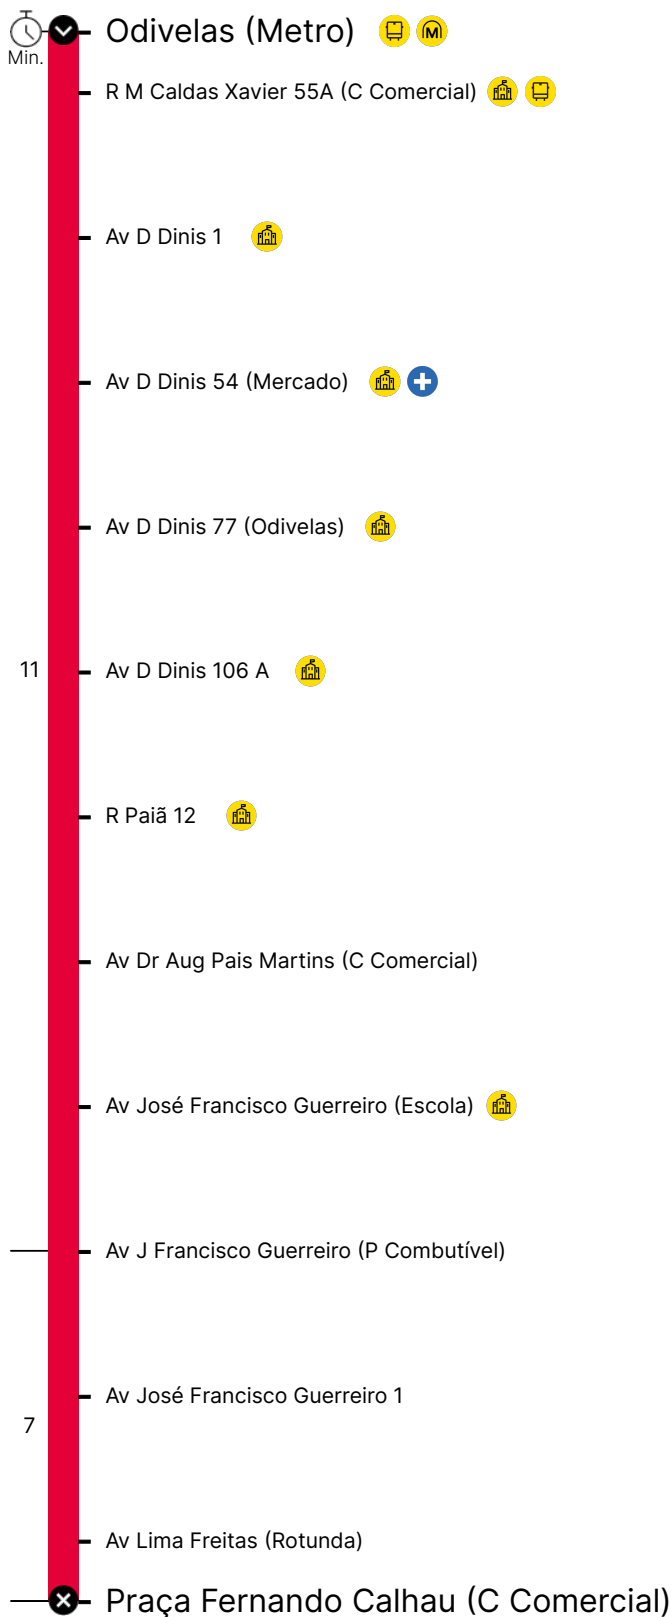 Odivelas (Metro) M
Min.
R M Caldas Xavier 55A (C Comercial)
Av D Dinis 1
Av D Dinis 54 (Mercado)
Av D Dinis 77 (Odivelas)
11 Av D Dinis 106 A
R Paiã 12
Av Dr Aug Pais Martins (C Comercial)
Av José Francisco Guerreiro (Escola)
Av J Francisco Guerreiro (P Combutível)
Av José Francisco Guerreiro 1
7
Av Lima Freitas (Rotunda)
Praça Fernando Calhau (C Comercial)